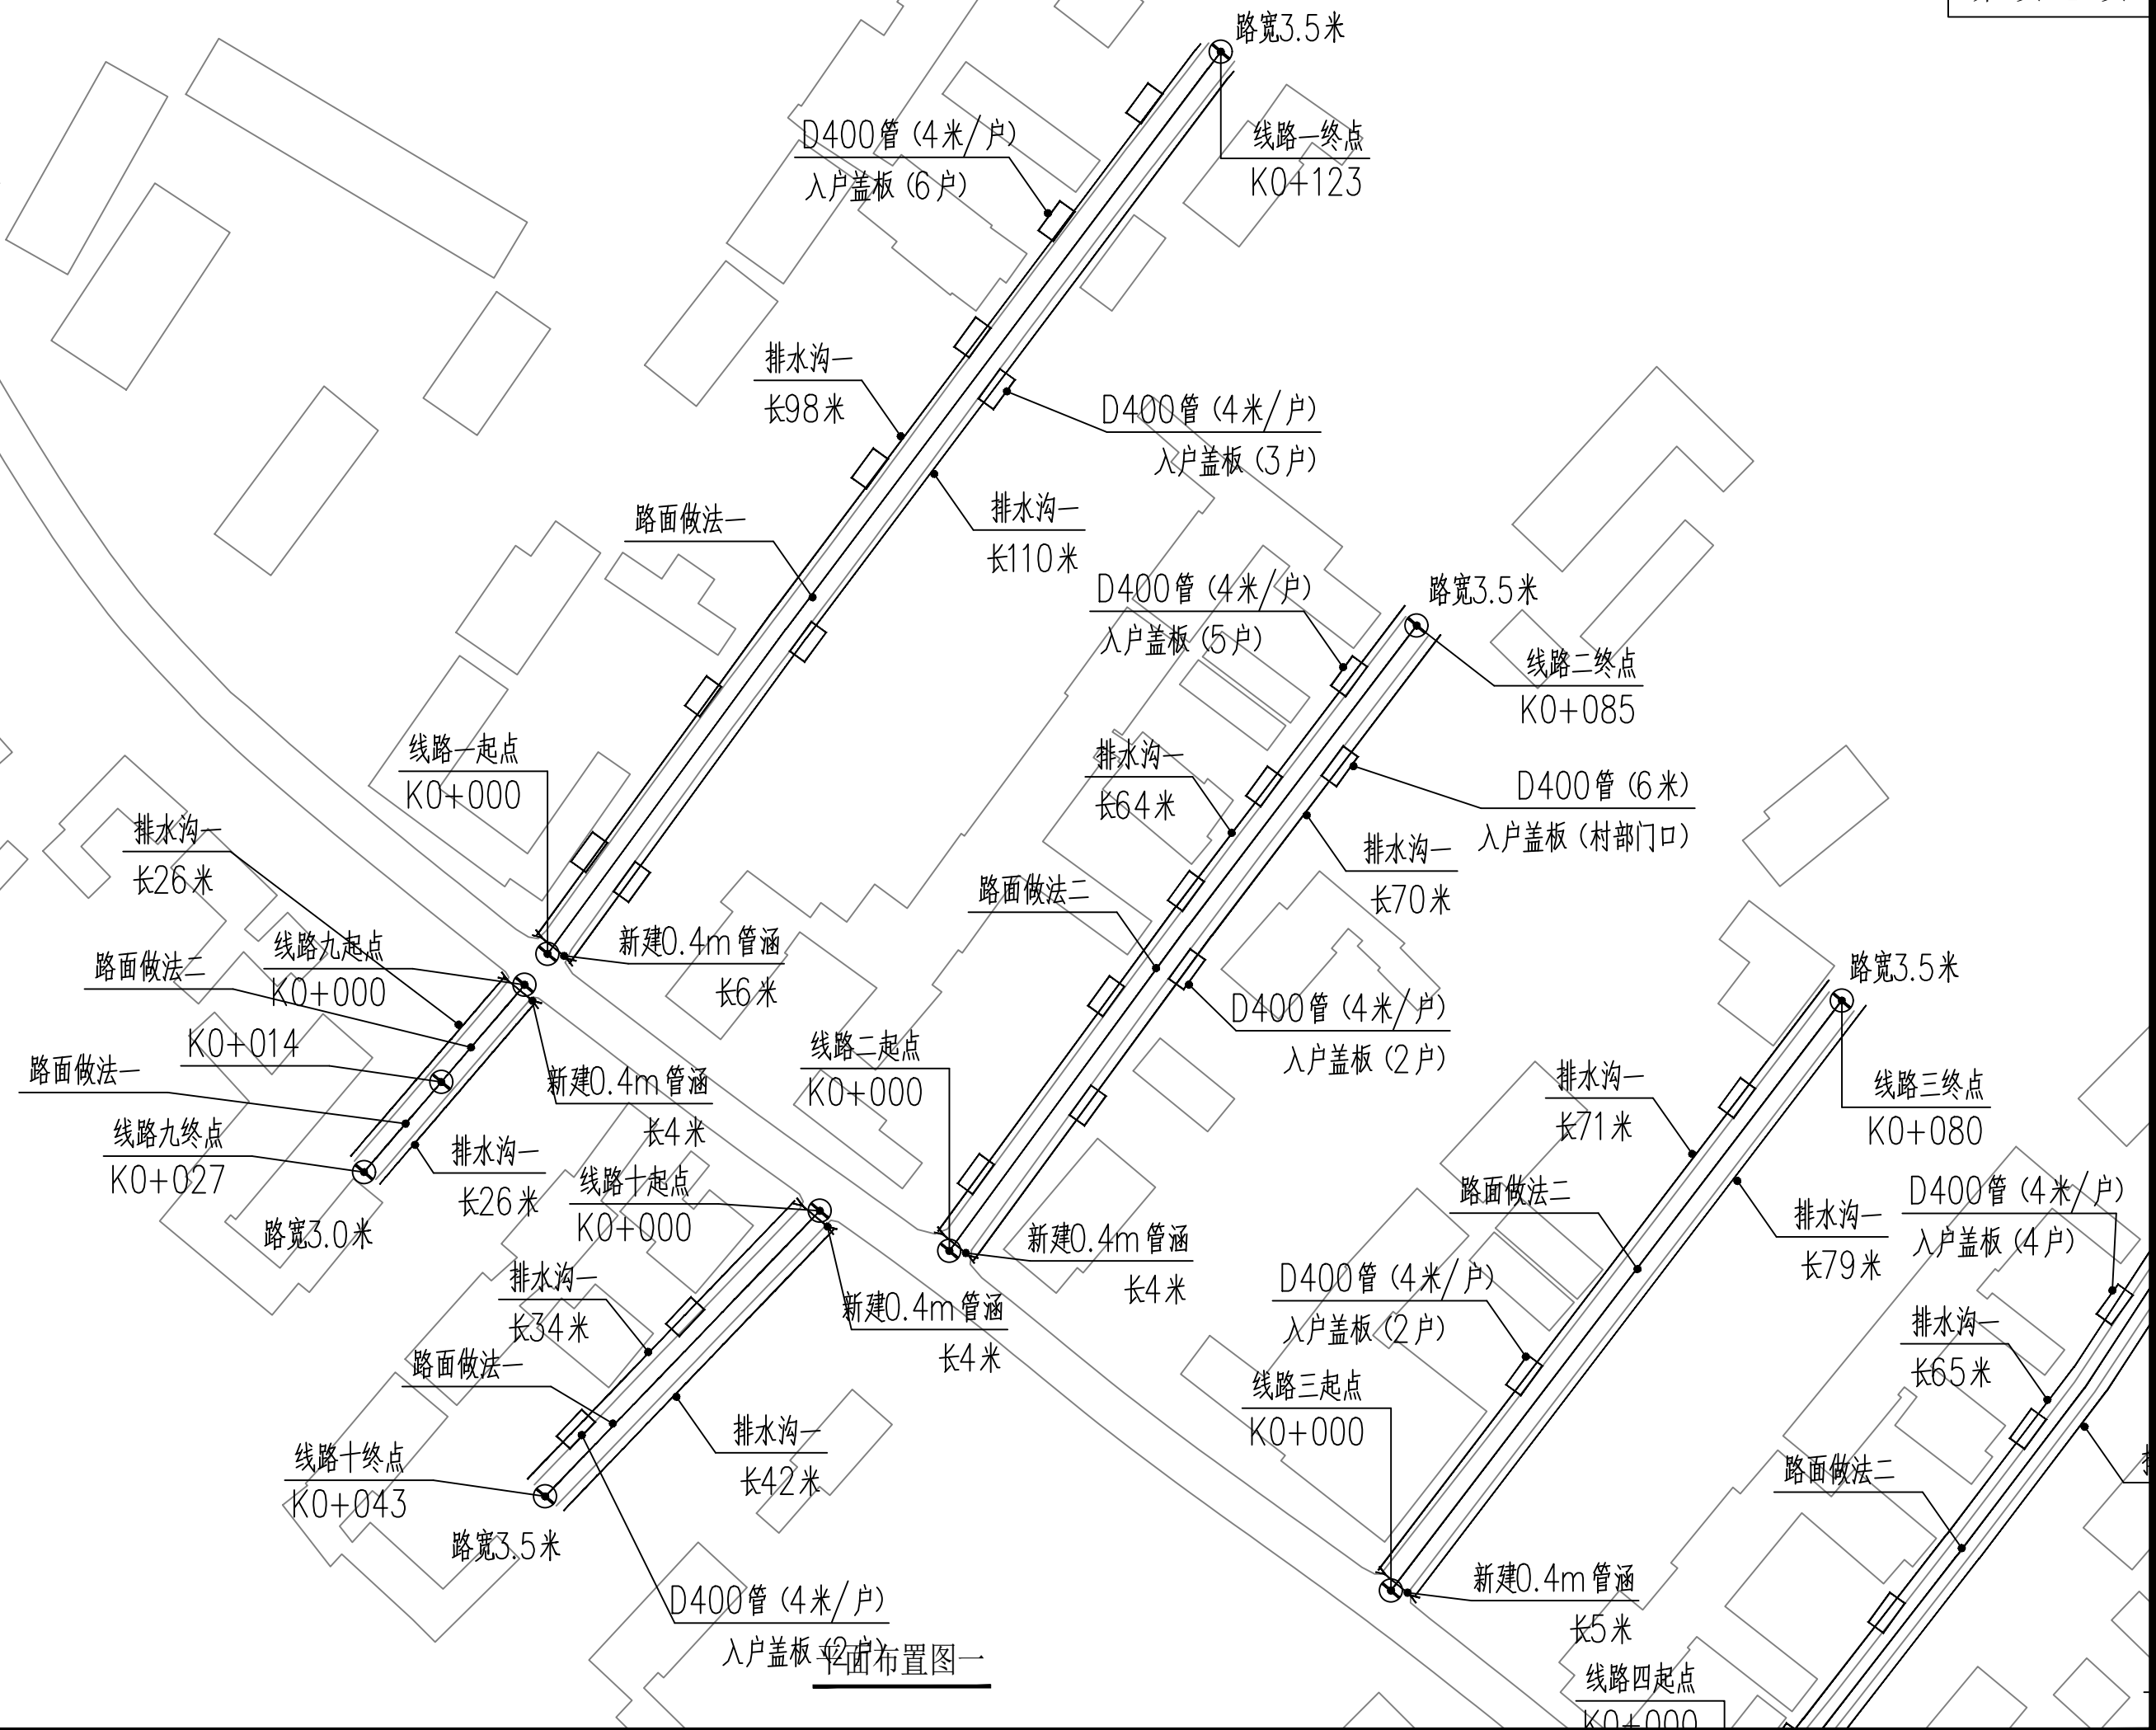 路宽3.5米
D400管（4米/户）
入户盖板（6户）
线路一终点
K0+123
排水沟一
长98米
D400管（4米/户）
入户盖板（3户）
排水沟一
长110米
路面做法一
D400管（4米/户）
入户盖板（5户）
路宽3.5米
线路二终点
K0+085
线路一起点
K0+000
排水沟一
长64米
D400管（6米）
入户盖板（村部门口）
排水沟一
长26米
排水沟一
长70米
路面做法二
新建0.4m管涵
长6米
线路九起点
K0+000
路面做法二
K0+014
路面做法一
线路九终点
K0+027
路宽3.0米
排水沟一
长26米
新建0.4m管涵
长4米
D400管（4米/户）
入户盖板（2户）
线路二起点
K0+000
路宽3.5米
线路三终点
K0+080
排水沟一
长71米
路面做法二
排水沟一
长79米
D400管（4米/户）
入户盖板（4户）
线路十起点
K0+000
新建0.4m管涵
长4米
排水沟一
长34米
新建0.4m管涵
长4米
D400管（4米/户）
入户盖板（2户）
排水沟一
长65米
路面做法一
线路三起点
K0+000
排水沟一
长42米
线路十终点
K0+043
路宽3.5米
路面做法二
D400管（4米/户）
入户盖板（2户）
新建0.4m管涵
长5米
平面布置图一
线路四起点
K0+000